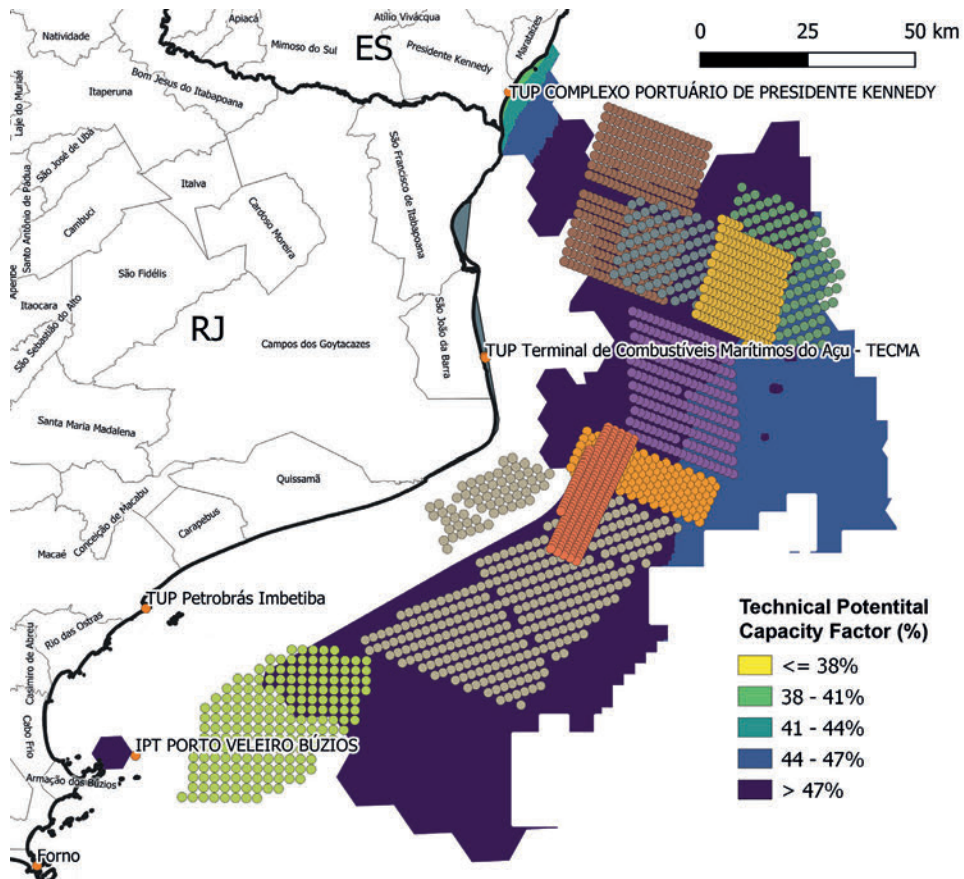 0 25 50 km
Apiacá
Atílio Vivácqua
Natividade
Mimoso do Sul
ES
Presidente Kennedy
Marataízes
Laje do Muriaé
Itaperuna
Bom Jesus do Itabapoana
TUP COMPLEXO PORTUÁRIO DE PRESIDENTE KENNEDY
São José de Ubá
Italva
São Francisco de Itabapoana
Santo Antônio de Pádua
Cambuci
Cardoso Moreira
Aperibé
São Fidélis
Itaocara
São Sebastião do Alto
RJ
Campos dos Goytacazes
São João da Barra
TUP Terminal de Combustíveis Marítimos do Açu - TECMA
Santa Maria Madalena
Quissamã
Conceição de Macabu
Carapebus
Macaé
TUP Petrobrás Imbetiba
Rio das Ostras
Casimiro de Abreu
Cabo Frio
IPT PORTO VELEIRO BÚZIOS
Armação dos Búzios
Forno
Technical Potentital
Capacity Factor (%)
<= 38%
38 - 41%
41 - 44%
44 - 47%
> 47%